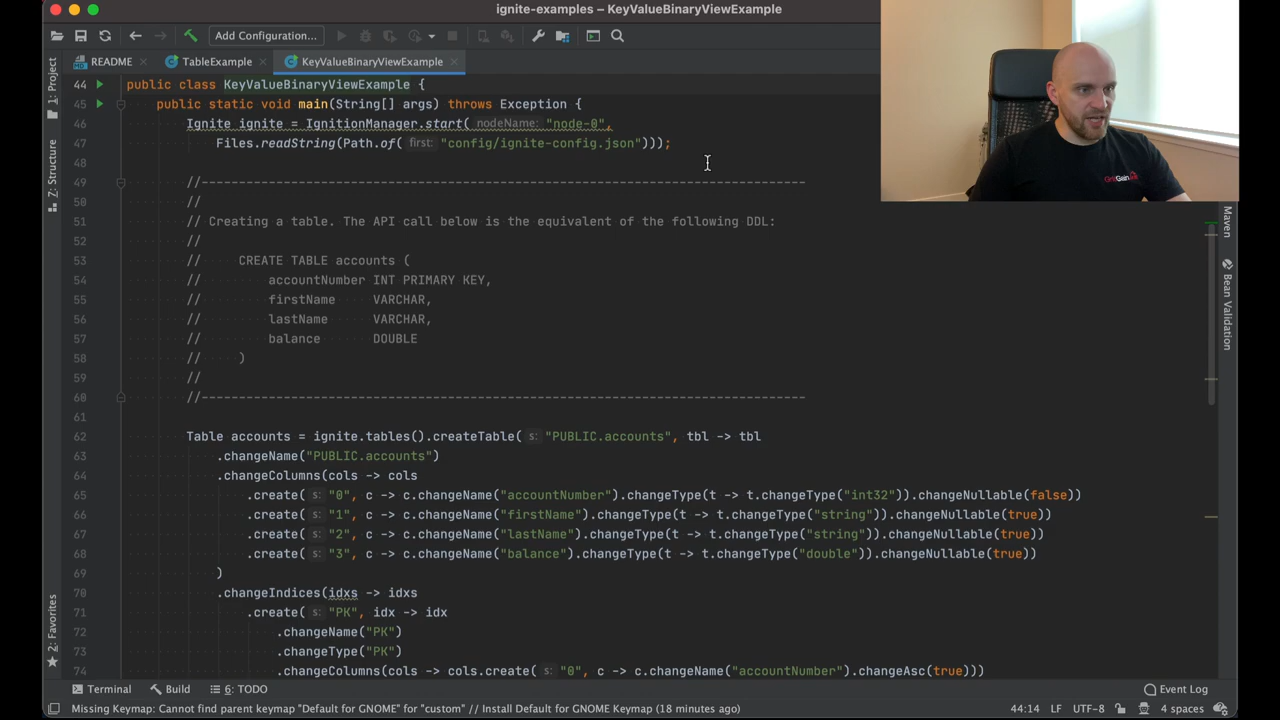 ignite-examples – KeyValueBinaryViewExample
Add Configuration...
README
TableExample
KeyValueBinaryViewExample
1: Project
Z: Structure
2: Favorites
Maven
Bean Validation
GridGain
44 public class KeyValueBinaryViewExample {
45 public static void main(String[] args) throws Exception {
46 Ignite ignite = IgnitionManager.start( nodeName: "node-0",
47 Files.readString(Path.of( first: "config/ignite-config.json")));
48
49 //---------------------------------------------------------------------------------
50 //
51 // Creating a table. The API call below is the equivalent of the following DDL:
52 //
53 // CREATE TABLE accounts (
54 // accountNumber INT PRIMARY KEY,
55 // firstName VARCHAR,
56 // lastName VARCHAR,
57 // balance DOUBLE
58 // )
59 //
60 //---------------------------------------------------------------------------------
61
62 Table accounts = ignite.tables().createTable( s: "PUBLIC.accounts", tbl -> tbl
63 .changeName("PUBLIC.accounts")
64 .changeColumns(cols -> cols
65 .create( s: "0", c -> c.changeName("accountNumber").changeType(t -> t.changeType("int32")).changeNullable(false))
66 .create( s: "1", c -> c.changeName("firstName").changeType(t -> t.changeType("string")).changeNullable(true))
67 .create( s: "2", c -> c.changeName("lastName").changeType(t -> t.changeType("string")).changeNullable(true))
68 .create( s: "3", c -> c.changeName("balance").changeType(t -> t.changeType("double")).changeNullable(true))
69 )
70 .changeIndices(idxs -> idxs
71 .create( s: "PK", idx -> idx
72 .changeName("PK")
73 .changeType("PK")
74 .changeColumns(cols -> cols.create( s: "0", c -> c.changeName("accountNumber").changeAsc(true)))
Terminal
Build
6: TODO
Event Log
Missing Keymap: Cannot find parent keymap "Default for GNOME" for "custom" // Install Default for GNOME Keymap (18 minutes ago)
44:14 LF UTF-8 4 spaces